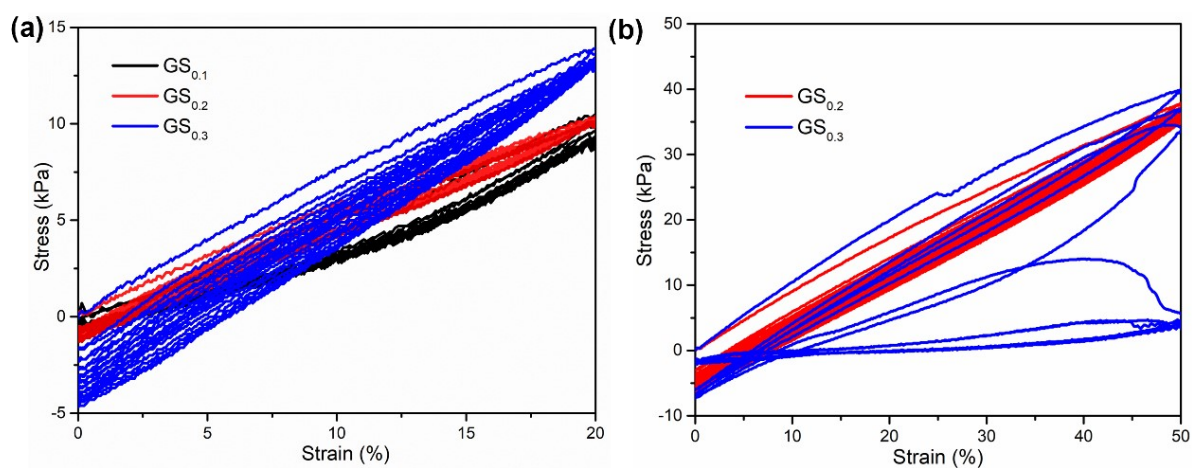 (a)
15
10
5
0
-5
Stress (kPa)
GS0.1
GS0.2
GS0.3
0 5 10 15 20
Strain (%)
(b)
50
40
30
20
10
0
-10
Stress (kPa)
GS0.2
GS0.3
0 10 20 30 40 50
Strain (%)